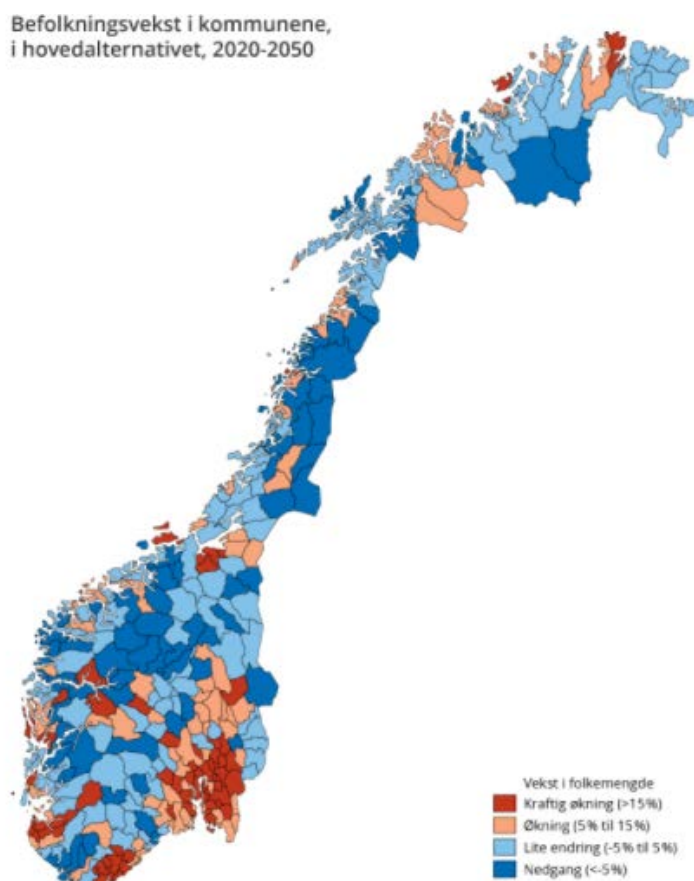 Befolkningsvekst i kommunene,
i hovedalternativet, 2020-2050
Vekst i folkemengde
Kraftig økning (>15%)
Økning (5% til 15%)
Lite endring (-5% til 5%)
Nedgang (<-5%)